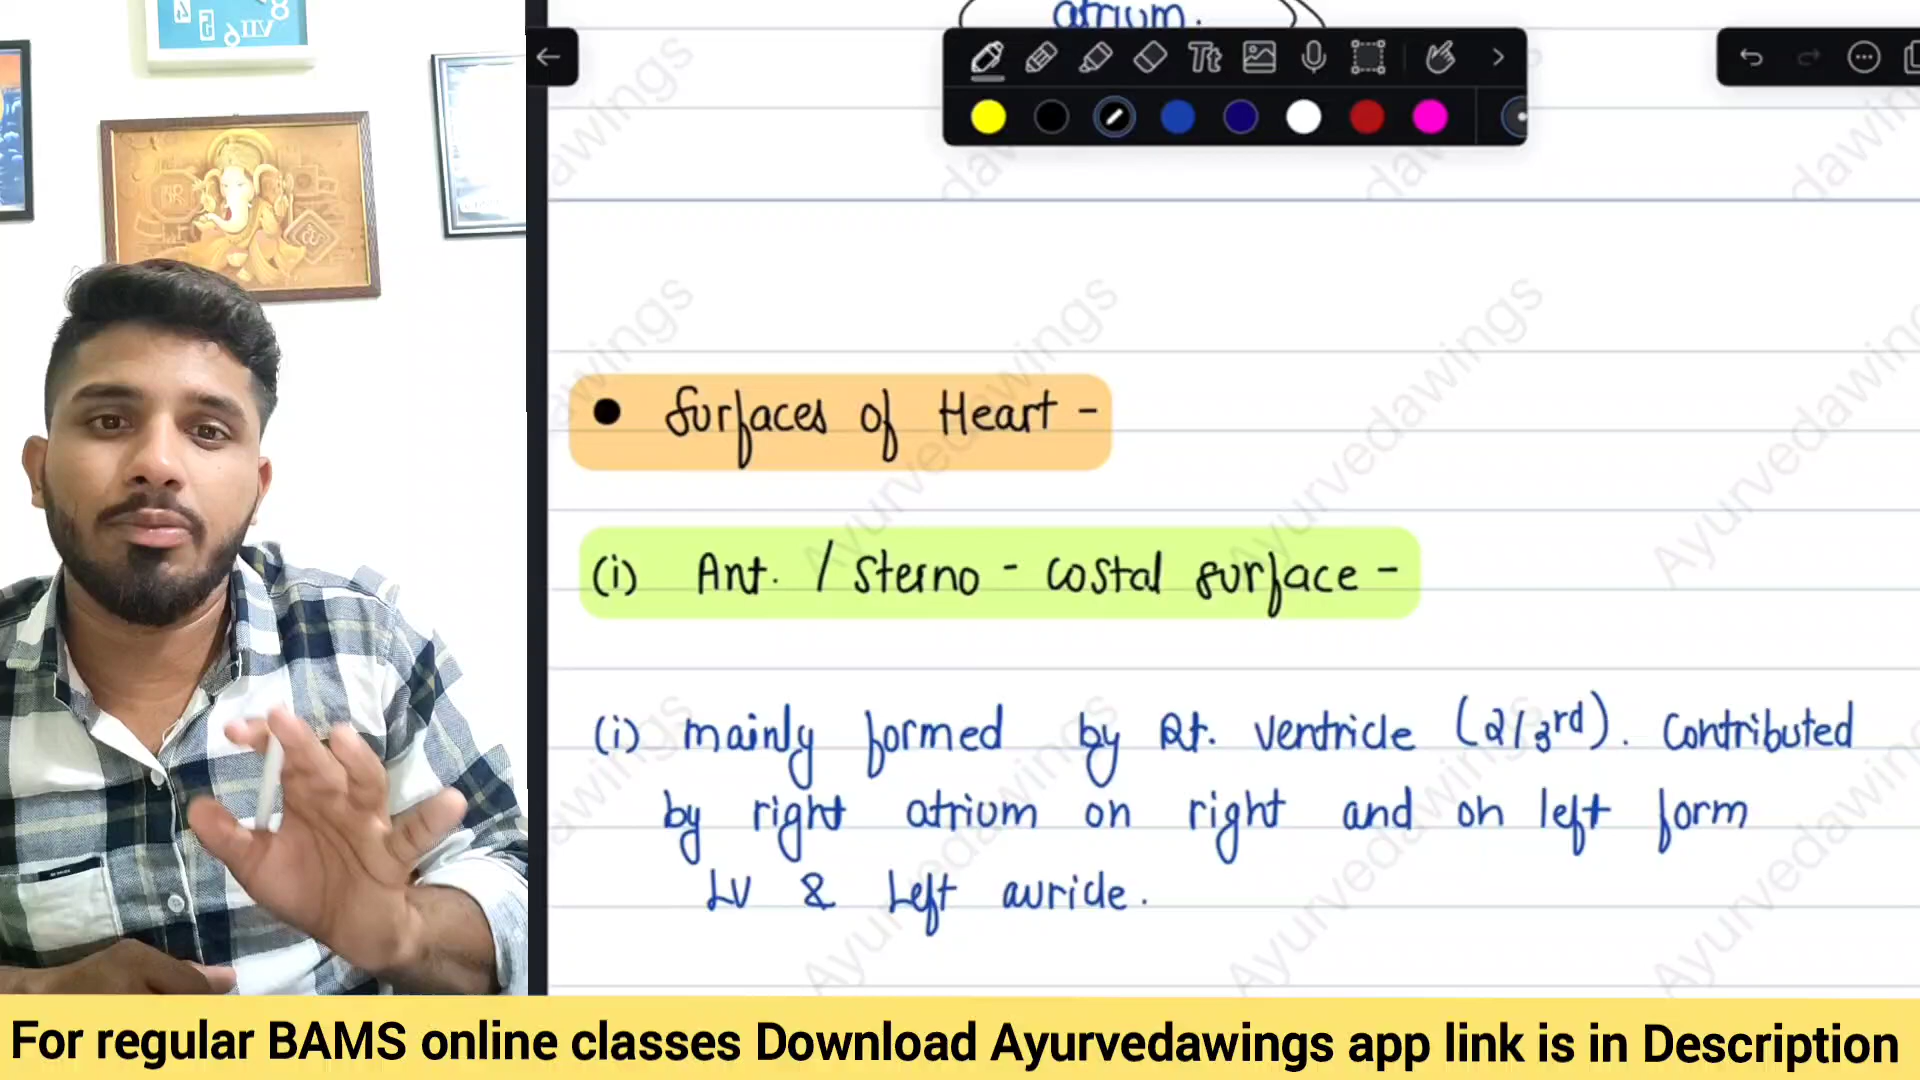 atrium.
Tt
• Surfaces of Heart -
(i) Ant. / Sterno - costal surface -
(i) mainly formed by Rt. ventricle (2/3rd). Contributed
by right atrium on right and on left form
LV & Left auricle.
Ayurvedawings
For regular BAMS online classes Download Ayurvedawings app link is in Description